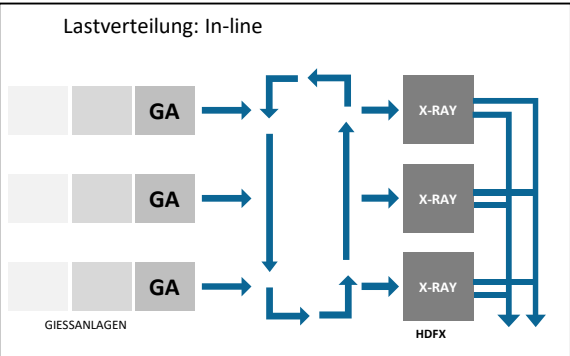 Lastverteilung: In-line
GA
X-RAY
GA
X-RAY
GA
X-RAY
GIESSANLAGEN
HDFX